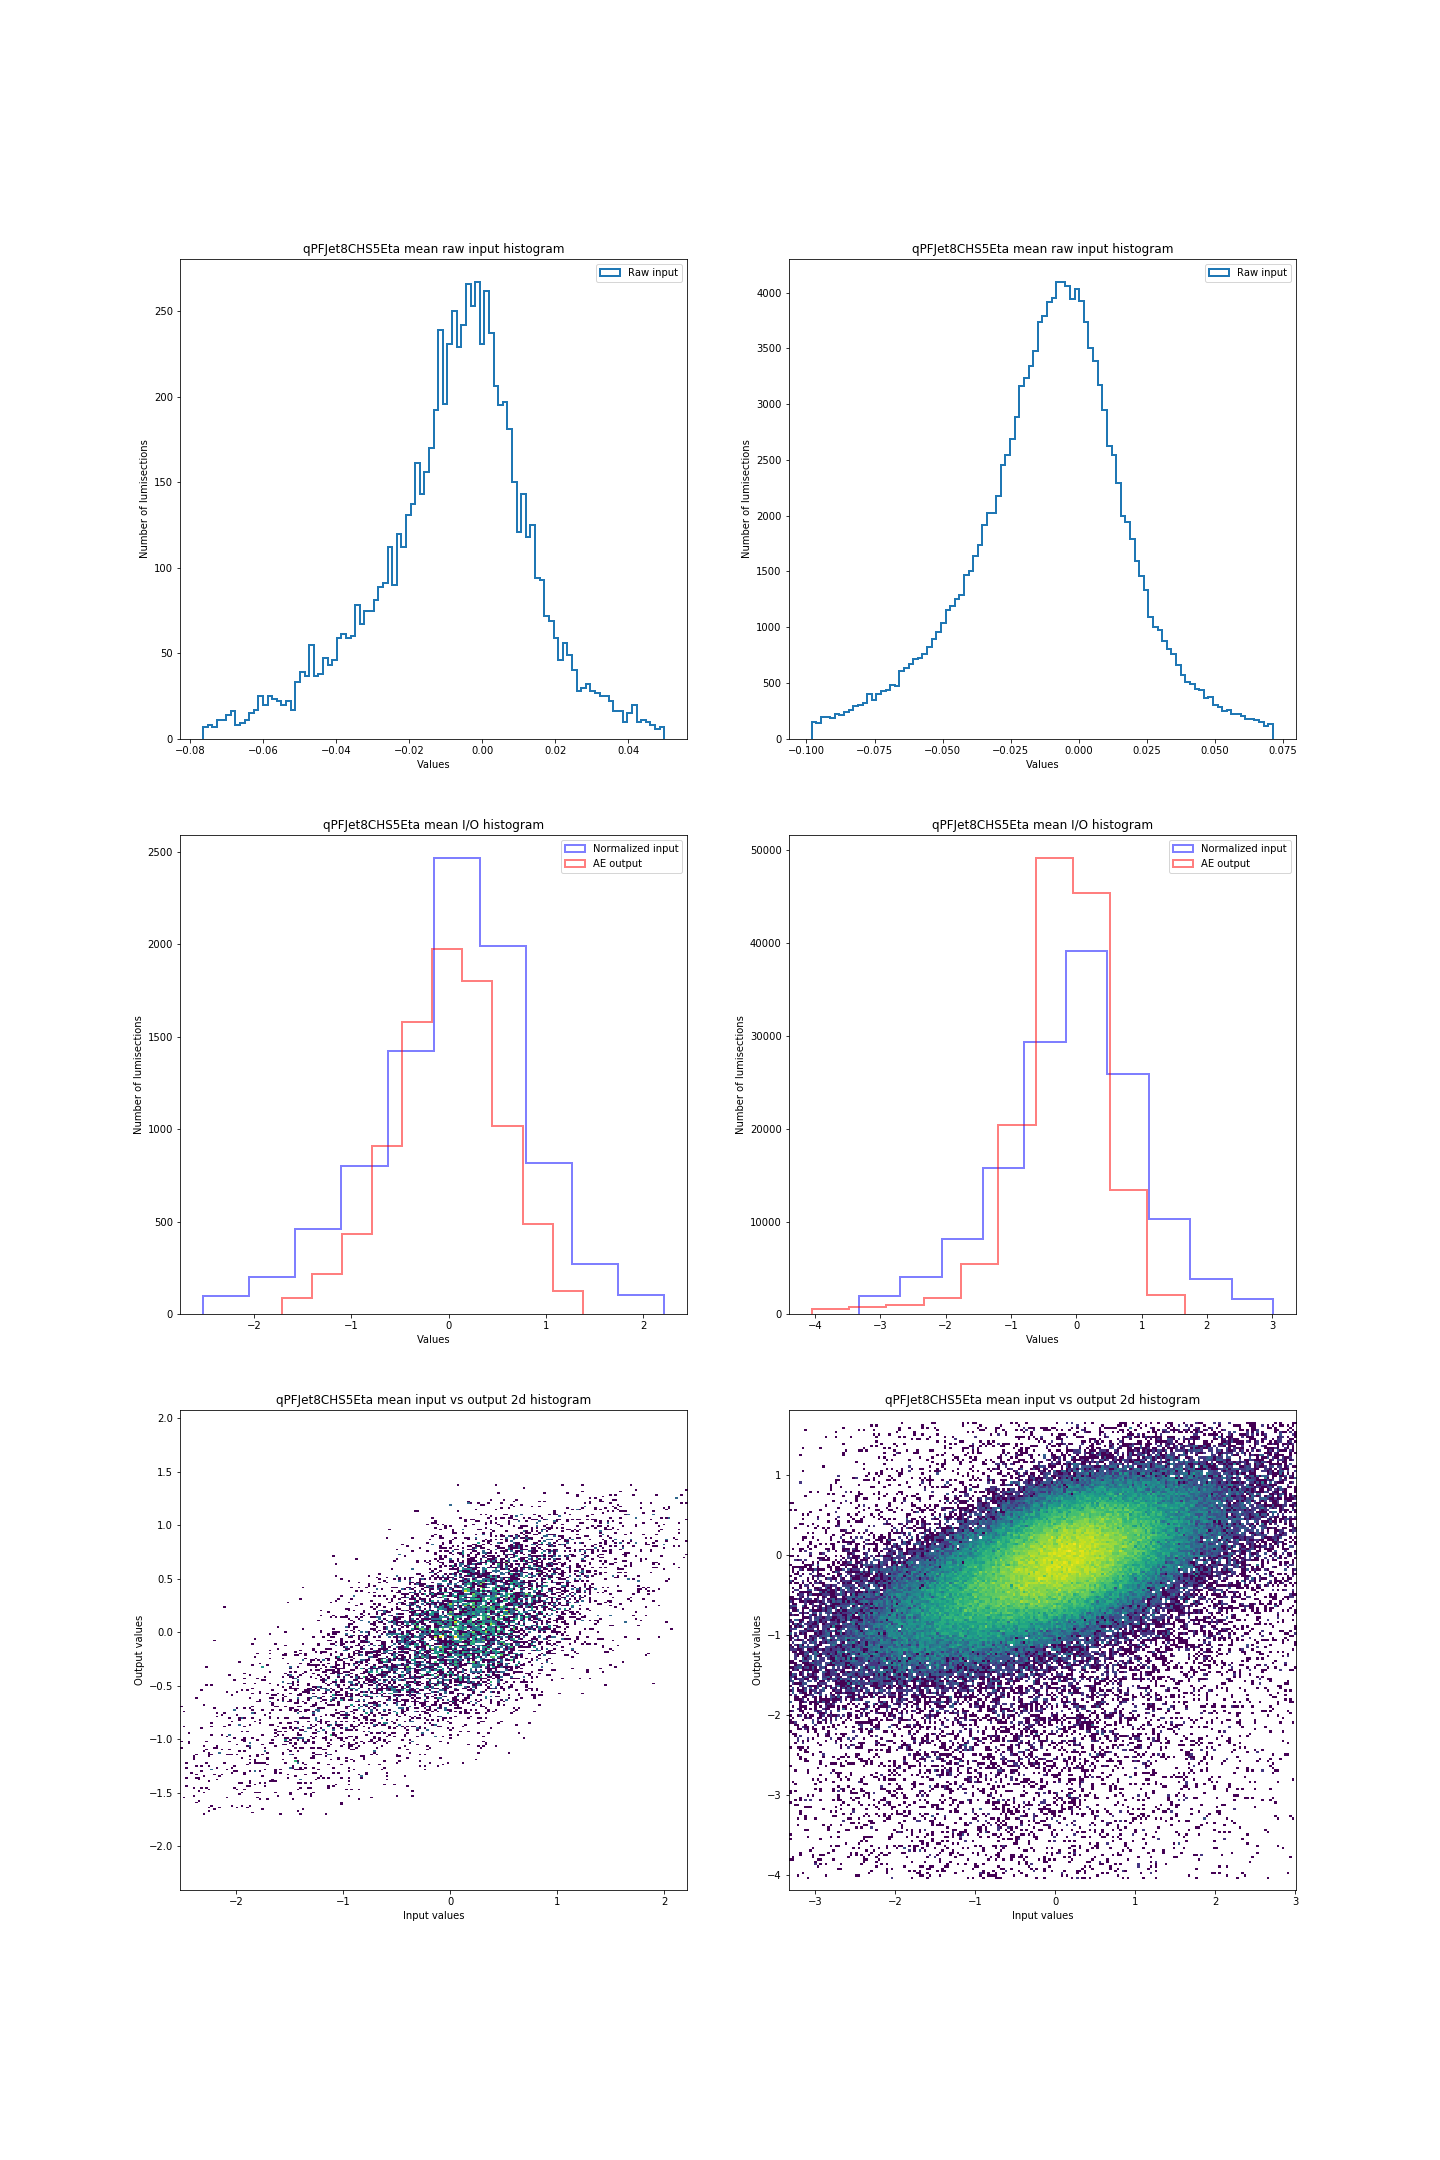 qPFJet8CHS5Eta mean raw input histogram
Raw input
250
200
150
100
50
0
Number of lumisections
−0.08 −0.06 −0.04 −0.02 0.00 0.02 0.04
Values
qPFJet8CHS5Eta mean raw input histogram
Raw input
4000
3500
3000
2500
2000
1500
1000
500
0
Number of lumisections
−0.100 −0.075 −0.050 −0.025 0.000 0.025 0.050 0.075
Values
qPFJet8CHS5Eta mean I/O histogram
Normalized input
AE output
2500
2000
1500
1000
500
0
Number of lumisections
−2 −1 0 1 2
Values
qPFJet8CHS5Eta mean I/O histogram
Normalized input
AE output
50000
40000
30000
20000
10000
0
Number of lumisections
−4 −3 −2 −1 0 1 2 3
Values
qPFJet8CHS5Eta mean input vs output 2d histogram
2.0
1.5
1.0
0.5
0.0
−0.5
−1.0
−1.5
−2.0
Output values
−2 −1 0 1 2
Input values
qPFJet8CHS5Eta mean input vs output 2d histogram
1
0
−1
−2
−3
−4
Output values
−3 −2 −1 0 1 2 3
Input values